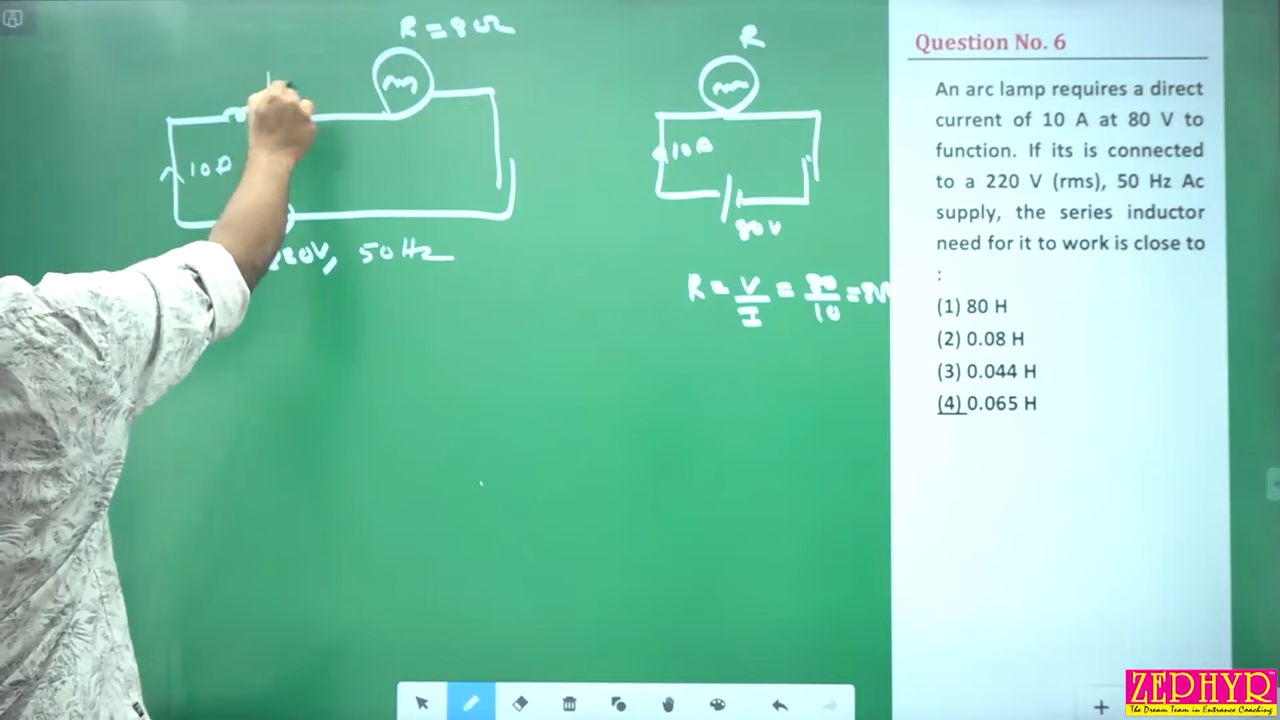 R = 8Ω
10A
50 Hz
R
10A
80V
R = V/I = 80/10 = 8Ω
Question No. 6
An arc lamp requires a direct
current of 10 A at 80 V to
function. If its is connected
to a 220 V (rms), 50 Hz Ac
supply, the series inductor
need for it to work is close to
:
(1) 80 H
(2) 0.08 H
(3) 0.044 H
(4) 0.065 H
ZEPHYR
The Dream Team in Entrance Coaching